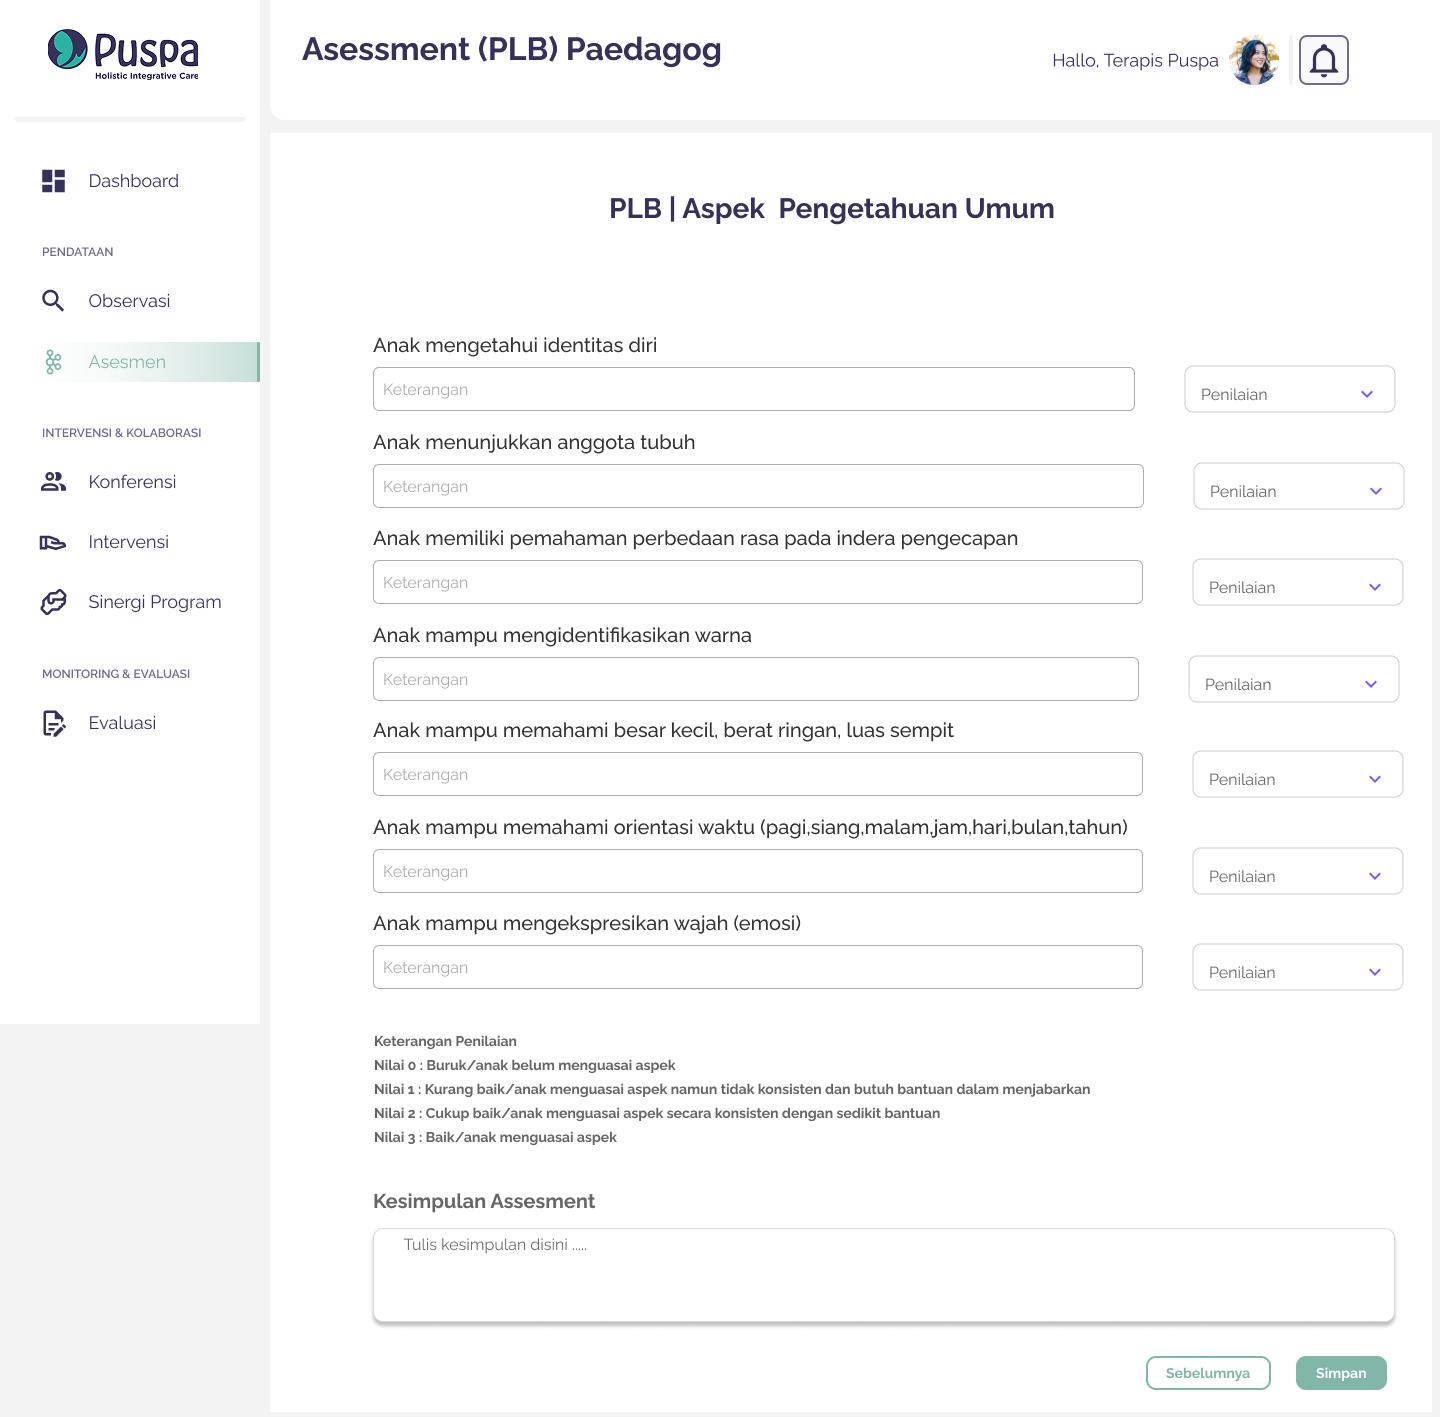 Puspa
Holistic Integrative Care
Asessment (PLB) Paedagog
Hallo, Terapis Puspa
Dashboard
PENDATAAN
Observasi
Asesmen
INTERVENSI & KOLABORASI
Konferensi
Intervensi
Sinergi Program
MONITORING & EVALUASI
Evaluasi
PLB | Aspek  Pengetahuan Umum
Anak mengetahui identitas diri
Keterangan
Penilaian
Anak menunjukkan anggota tubuh
Keterangan
Penilaian
Anak memiliki pemahaman perbedaan rasa pada indera pengecapan
Keterangan
Penilaian
Anak mampu mengidentifikasikan warna
Keterangan
Penilaian
Anak mampu memahami besar kecil, berat ringan, luas sempit
Keterangan
Penilaian
Anak mampu memahami orientasi waktu (pagi,siang,malam,jam,hari,bulan,tahun)
Keterangan
Penilaian
Anak mampu mengekspresikan wajah (emosi)
Keterangan
Penilaian
Keterangan Penilaian
Nilai 0 : Buruk/anak belum menguasai aspek
Nilai 1 : Kurang baik/anak menguasai aspek namun tidak konsisten dan butuh bantuan dalam menjabarkan
Nilai 2 : Cukup baik/anak menguasai aspek secara konsisten dengan sedikit bantuan
Nilai 3 : Baik/anak menguasai aspek
Kesimpulan Assesment
Tulis kesimpulan disini .....
Sebelumnya
Simpan